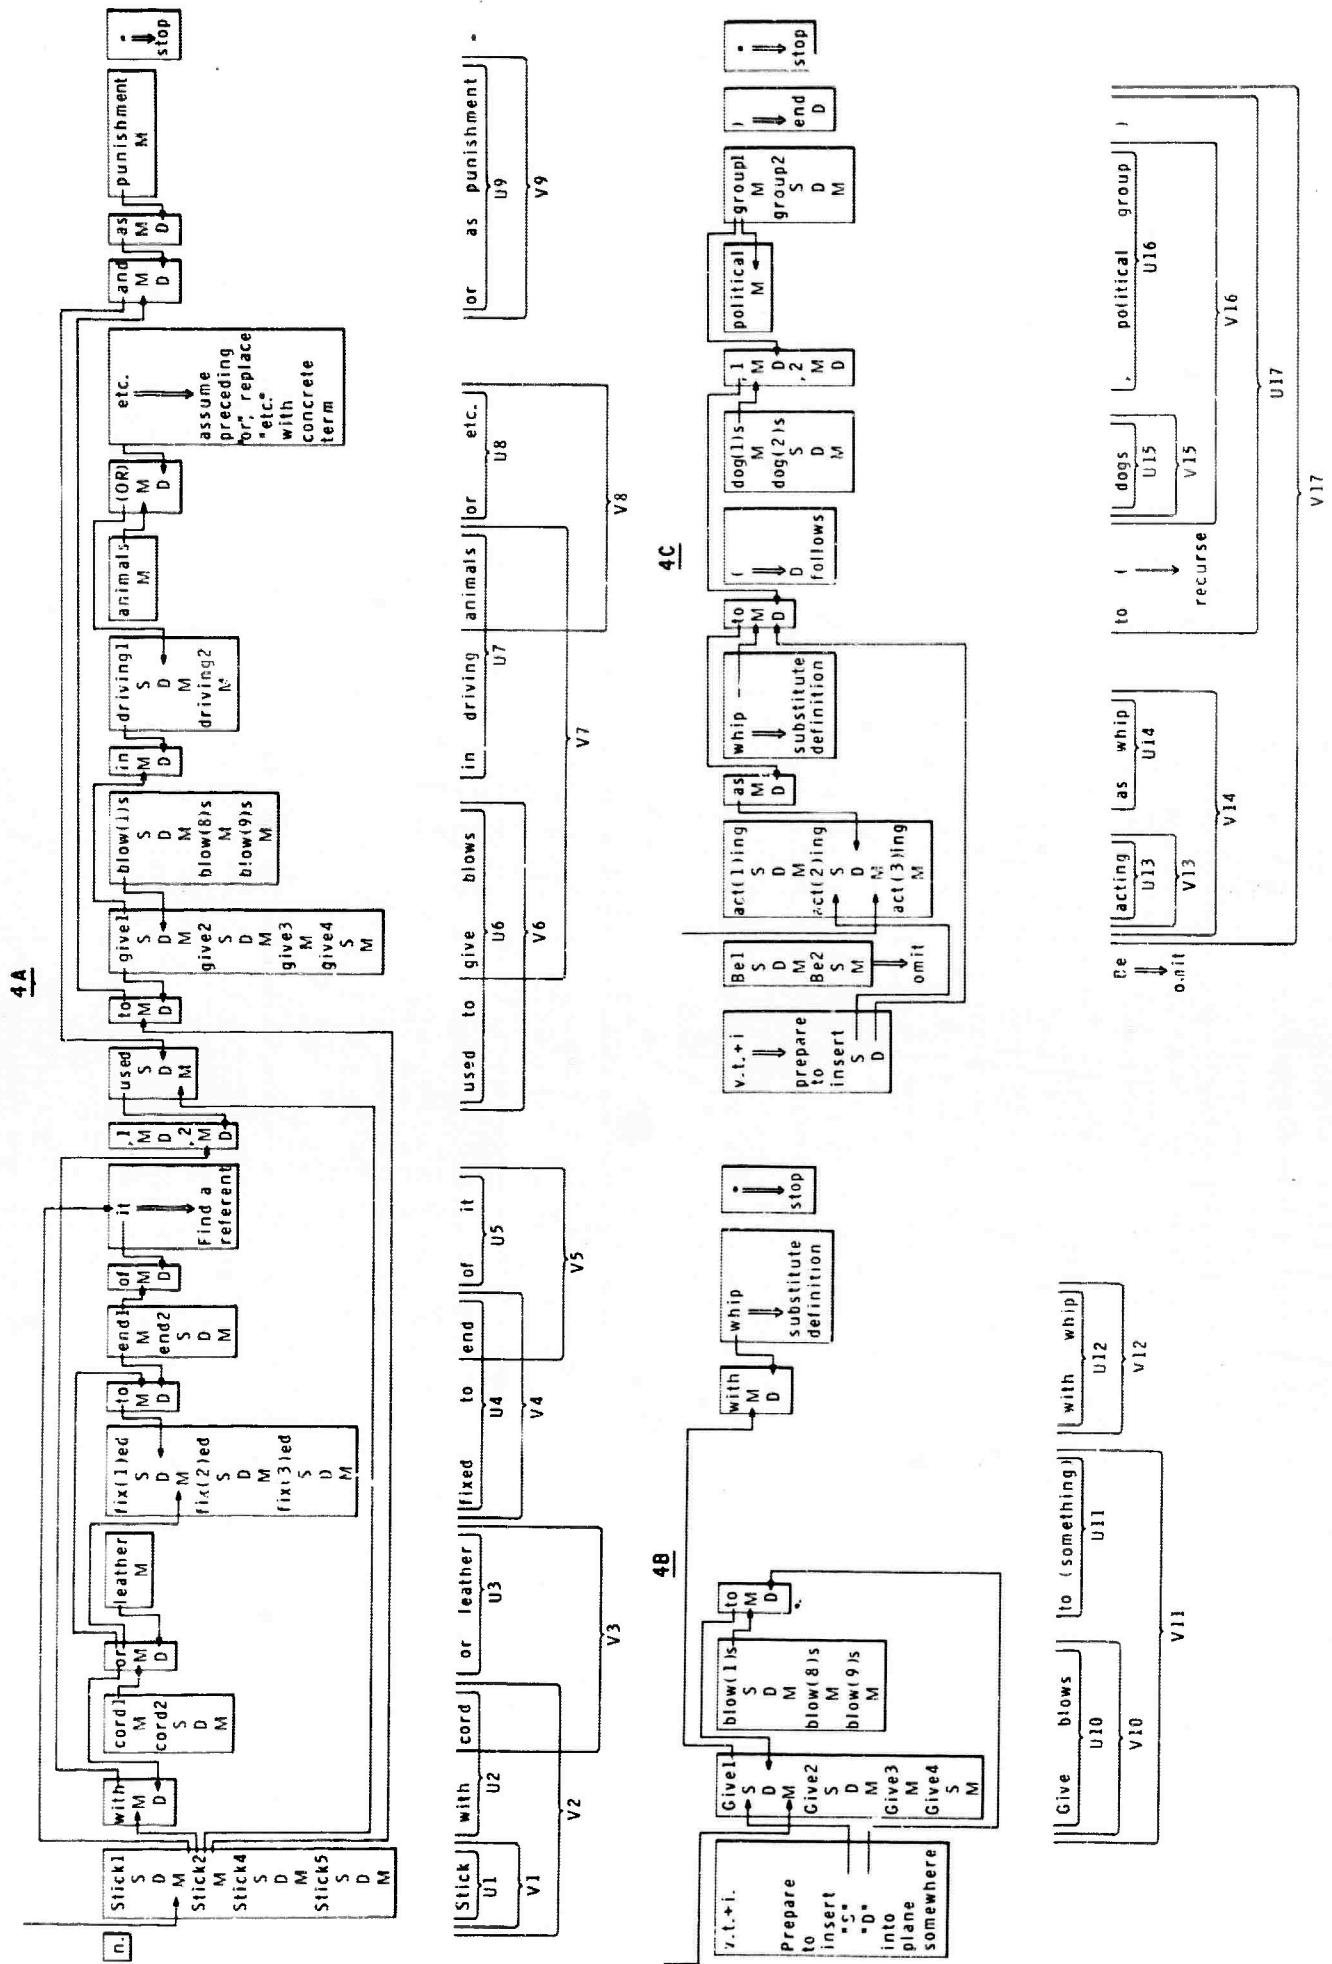 4A
n.
Stick1
S
D
M
Stick2
M
Stick4
S
D
M
Stick5
S
D
M
with
M
D
cord1
M
cord2
S
D
M
or
M
D
leather
M
fix(1)ed
S
D
M
fix(2)ed
S
D
M
fix(3)ed
S
D
M
to
M
D
end1
M
end2
S
D
M
of
M
D
it
Find a
referent
,1
M
D
,2
M
D
used
S
D
M
to
M
D
give1
S
D
M
give2
S
D
M
give3
M
give4
S
M
blow(1)s
S
D
M
blow(8)s
M
blow(9)s
M
in
M
D
driving1
S
D
M
driving2
M
animals
M
(OR)
M
D
etc.
assume
preceding
"or", replace
"etc."
with
concrete
term
and
M
D
as
M
D
punishment
M
.
stop
Stick with cord or leather fixed to end of it used to give blows in driving animals or etc. or as punishment .
U1 U2 U3 U4 U5 U6 U7 U8 U9
V1 V2 V3 V4 V5 V6 V7 V8 V9
4B
v.t.+i.
Prepare
to
insert
"S"
"D"
into
plane
somewhere
Give1
S
D
M
Give2
S
D
M
Give3
M
Give4
S
M
blow(1)s
S
D
M
blow(8)s
M
blow(9)s
M
to
M
D
with
M
D
whip
substitute
definition
.
stop
Give blows to (something) with whip
U10 U11 U12
V10 V11 V12
4C
v.t.+i
prepare
to
insert
S
D
Be1
S
D
M
Be2
S
M
omit
act(1)ing
S
D
M
act(2)ing
S
D
M
act(3)ing
M
as
M
D
whip
substitute
definition
to
M
D
(
D
follows
dog(1)s
M
dog(2)s
S
D
M
,1
M
D
,2
M
D
political
M
group1
M
group2
S
D
M
)
end
D
.
stop
Be acting as whip to ( dogs , political group )
omit
recurse
U13 U14 U15 U16 U17
V13 V14 V15 V16 V17